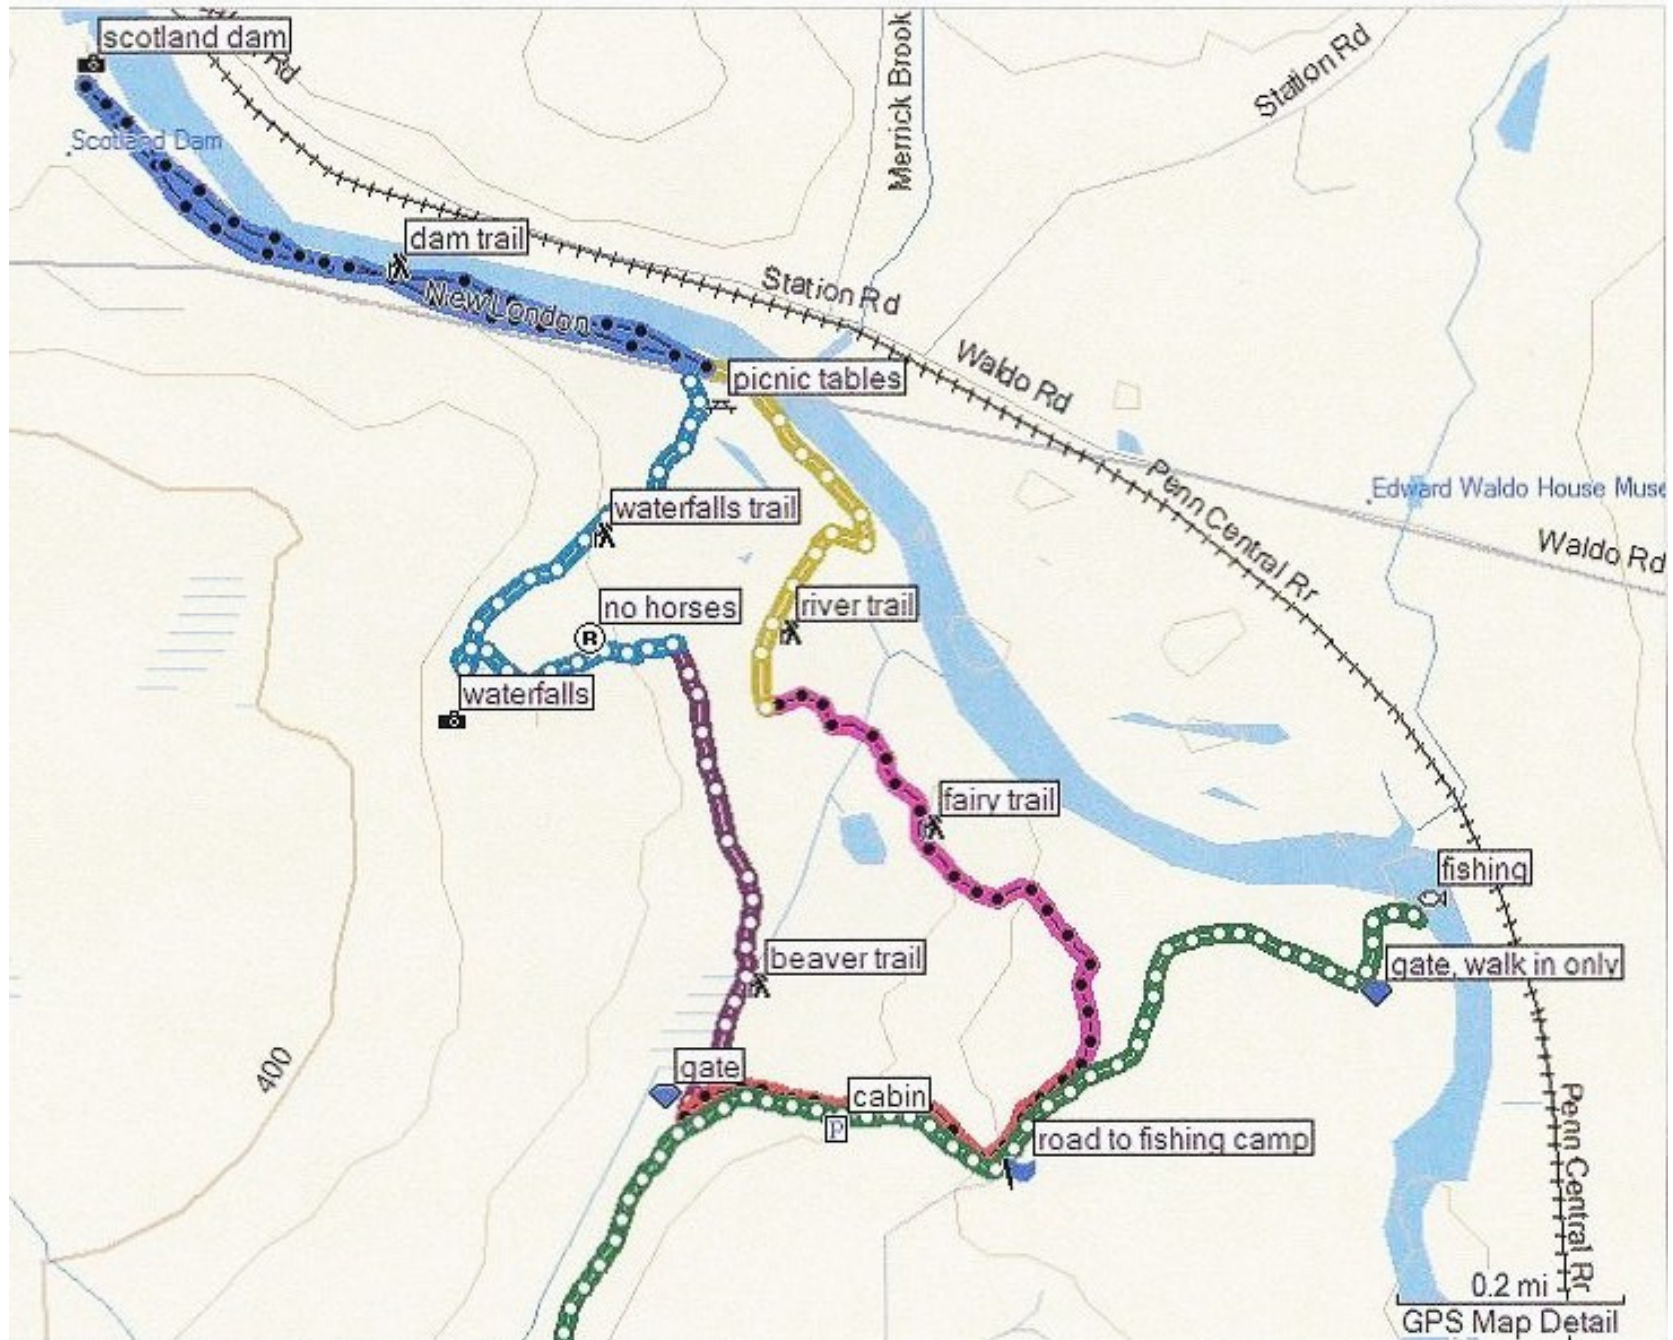 scotland dam
Rd
Scotland Dam
Merrick Brook
Station Rd
dam trail
New London
Station Rd
picnic tables
Waldo Rd
Penn Central Rr
Edward Waldo House Muse
Waldo Rd
waterfalls trail
no horses
R
river trail
waterfalls
fairy trail
fishing
beaver trail
gate, walk in only
400
gate
cabin
P
road to fishing camp
Penn Central Rr
0.2 mi
GPS Map Detail